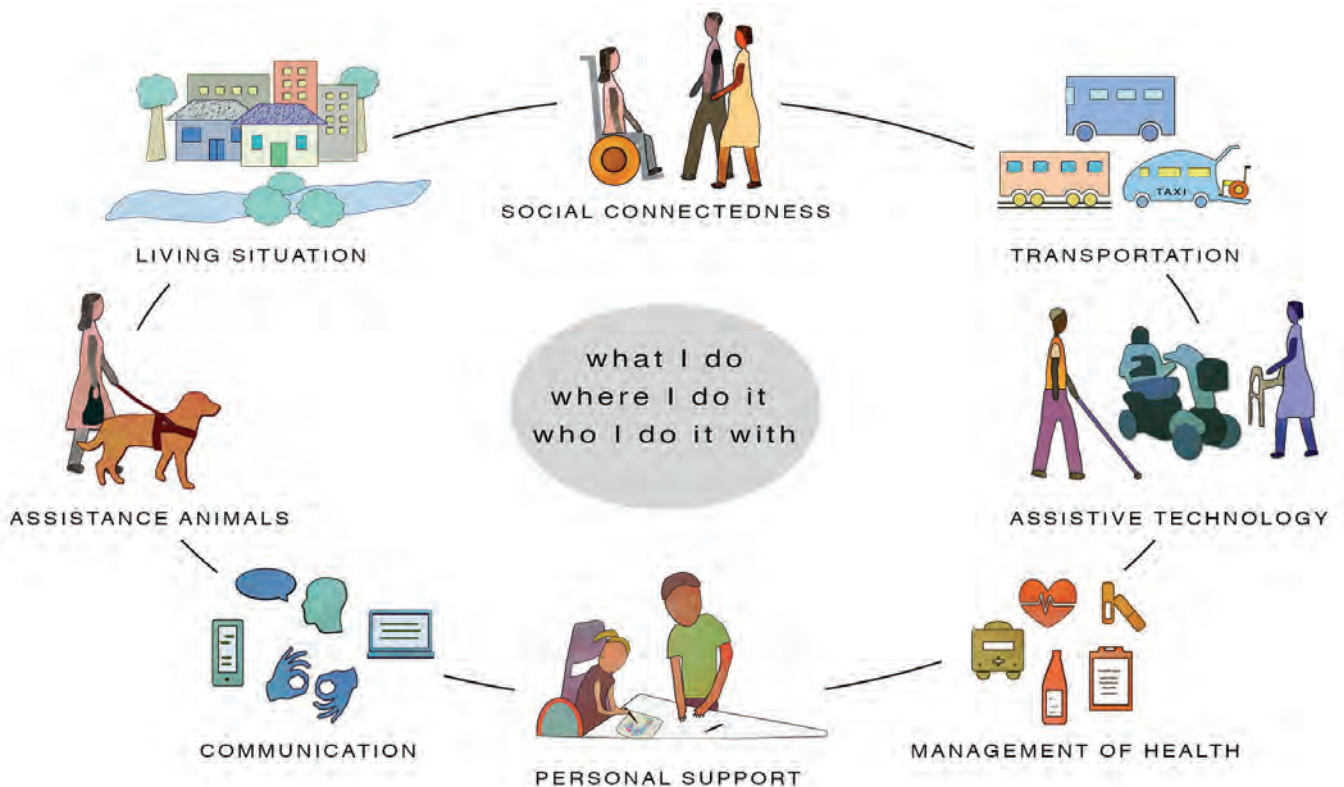 SOCIAL CONNECTEDNESS
LIVING SITUATION
TRANSPORTATION
TAXI
what I do
where I do it
who I do it with
ASSISTANCE ANIMALS
ASSISTIVE TECHNOLOGY
COMMUNICATION
PERSONAL SUPPORT
MANAGEMENT OF HEALTH